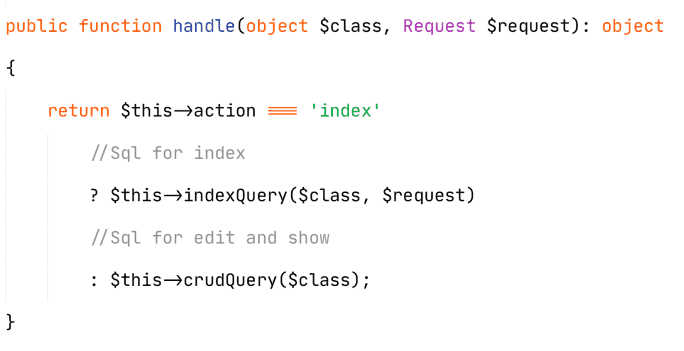 public function handle(object $class, Request $request): object
{
return $this->action === 'index'
//Sql for index
? $this->indexQuery($class, $request)
//Sql for edit and show
: $this->crudQuery($class);
}